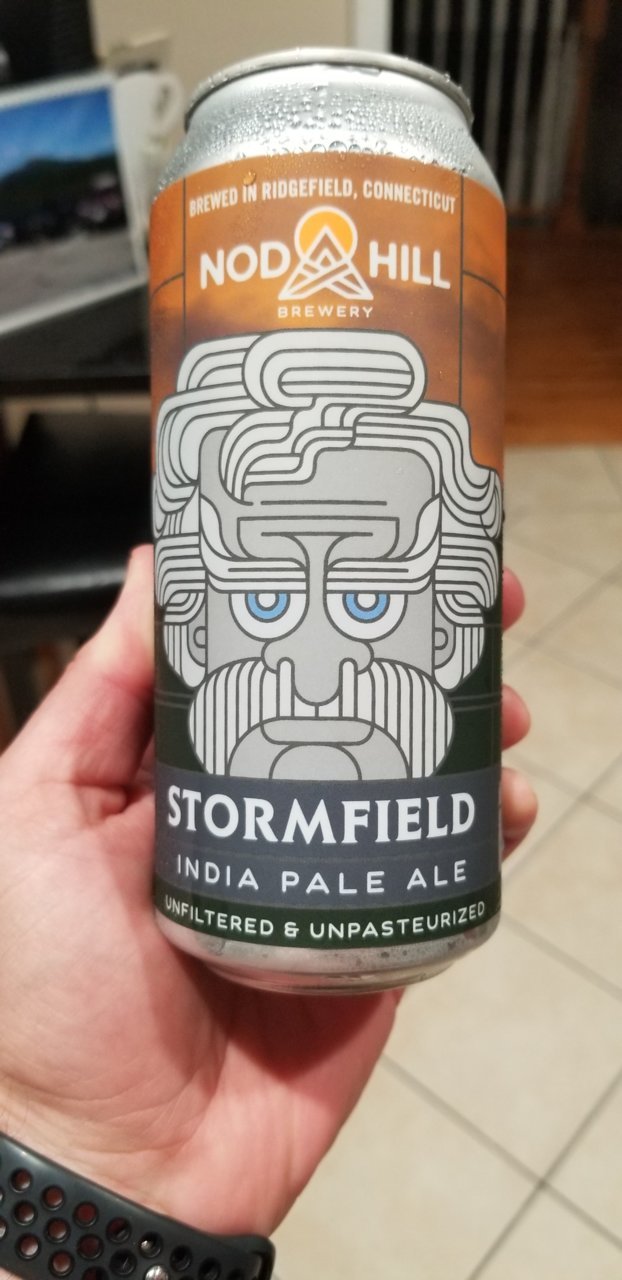 BREWED IN RIDGEFIELD, CONNECTICUT
NOD HILL
BREWERY
STORMFIELD
INDIA PALE ALE
UNFILTERED & UNPASTEURIZED